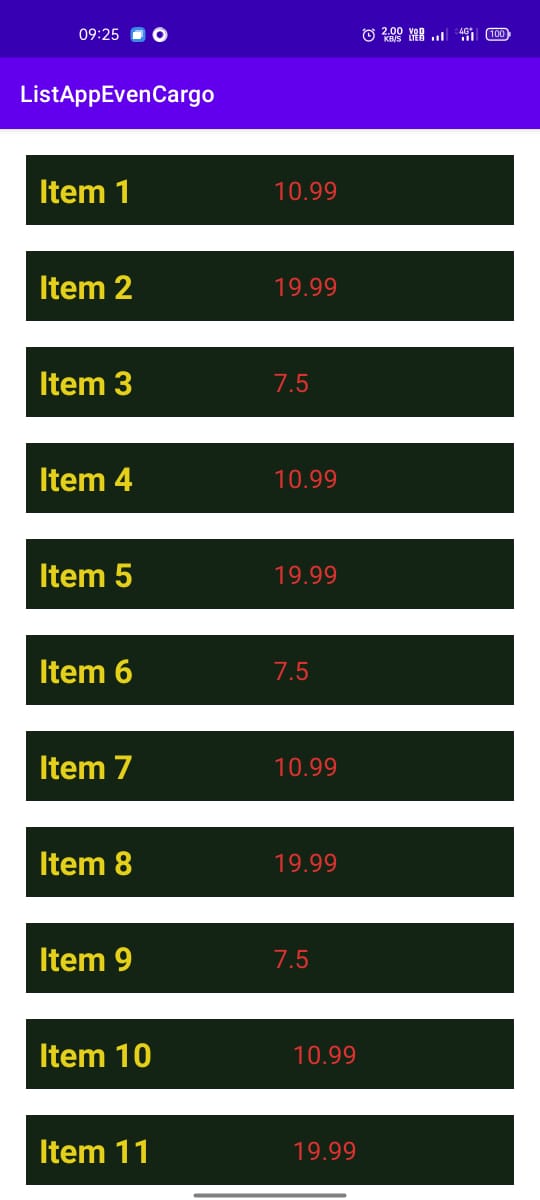 09:25 2.00 KB/S VoD LTE 4G+ 100
ListAppEvenCargo
Item 1 10.99
Item 2 19.99
Item 3 7.5
Item 4 10.99
Item 5 19.99
Item 6 7.5
Item 7 10.99
Item 8 19.99
Item 9 7.5
Item 10 10.99
Item 11 19.99